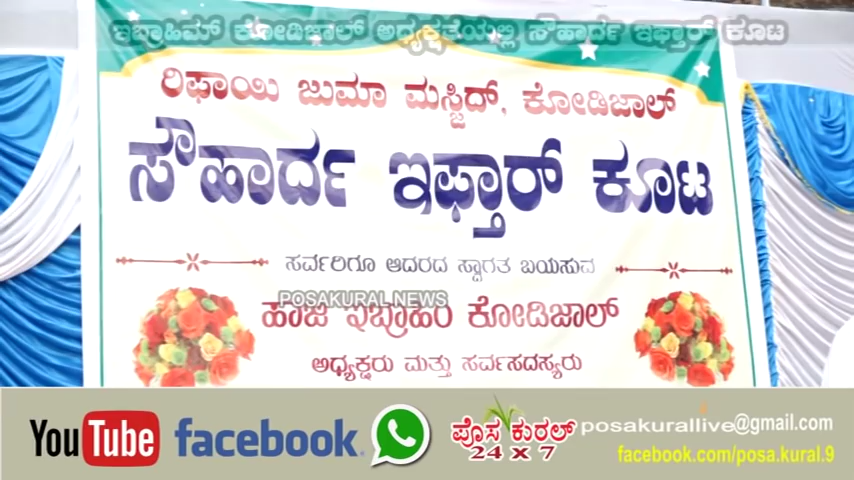 ಇಬ್ರಾಹಿಮ್ ಕೋಡಿಜಾಲ್ ಅಧ್ಯಕ್ಷತೆಯಲ್ಲಿ ಸೌಹಾರ್ದ ಇಫ್ತಾರ್ ಕೂಟ
ರಿಫಾಯಿ ಜುಮಾ ಮಸ್ಜಿದ್, ಕೋಡಿಜಾಲ್
ಸೌಹಾರ್ದ ಇಫ್ತಾರ್ ಕೂಟ
ಸರ್ವರಿಗೂ ಆದರದ ಸ್ವಾಗತ ಬಯಸುವ
POSAKURAL NEWS
ಹಾಜಿ ಇಬ್ರಾಹಿಂ ಕೋಡಿಜಾಲ್
ಅಧ್ಯಕ್ಷರು ಮತ್ತು ಸರ್ವಸದಸ್ಯರು
YouTube facebook. ಪೊಸ ಕುರಲ್ posakurallive@gmail.com
24 x 7 facebook.com/posa.kural.9